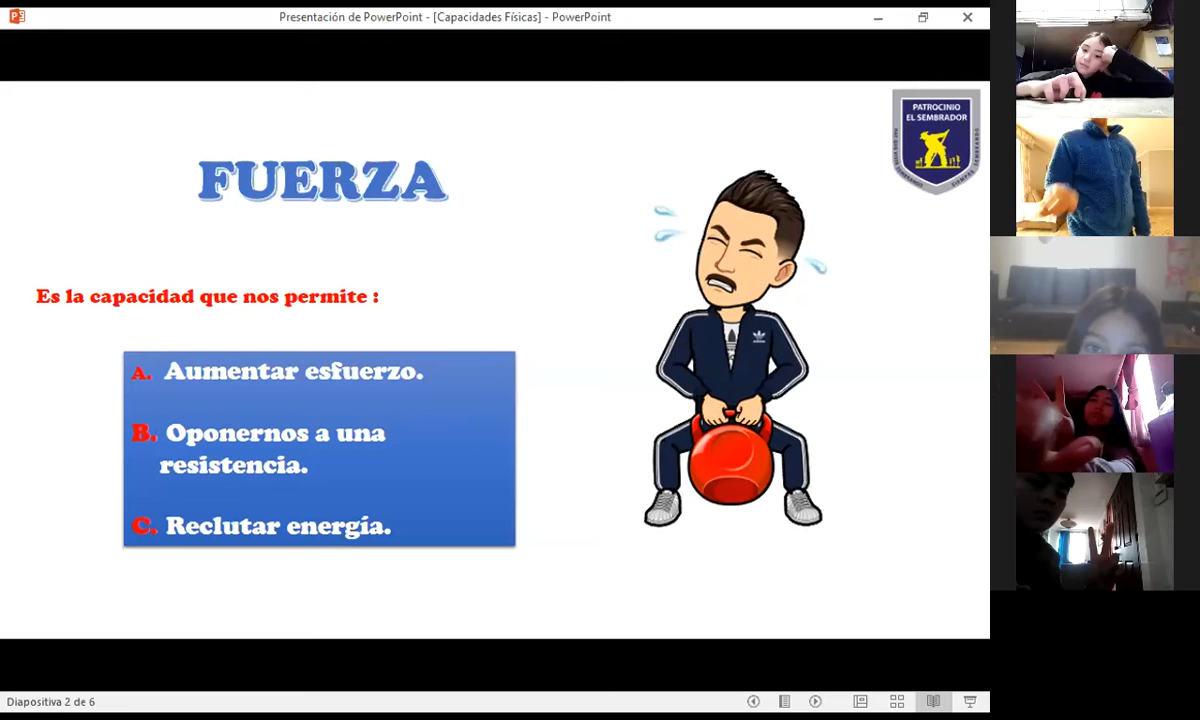 Presentación de PowerPoint - [Capacidades Físicas] - PowerPoint
PATROCINIO
EL SEMBRADOR
FUERZA
Es la capacidad que nos permite :
A. Aumentar esfuerzo.
B. Oponernos a una
resistencia.
C. Reclutar energía.
Diapositiva 2 de 6